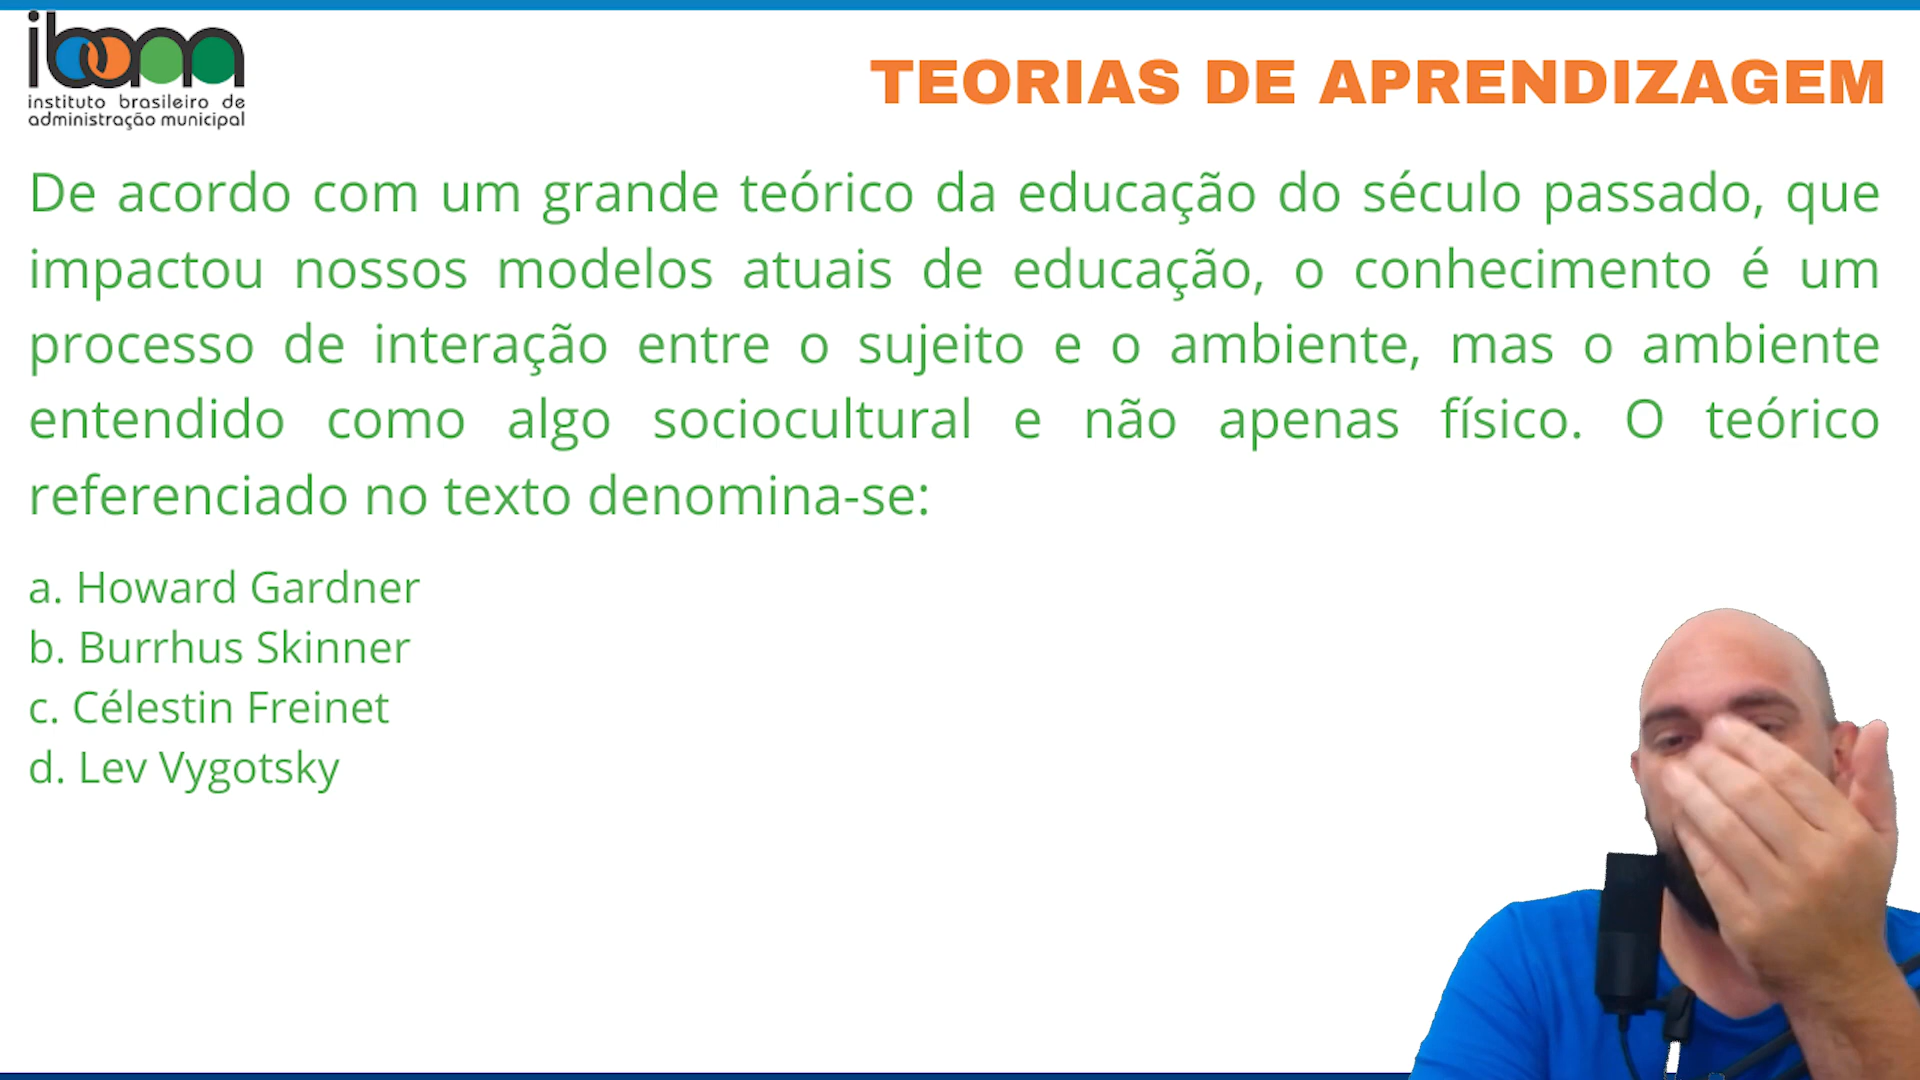 ibam
instituto brasileiro de
administração municipal
TEORIAS DE APRENDIZAGEM
De acordo com um grande teórico da educação do século passado, que
impactou nossos modelos atuais de educação, o conhecimento é um
processo de interação entre o sujeito e o ambiente, mas o ambiente
entendido como algo sociocultural e não apenas físico. O teórico
referenciado no texto denomina-se:
a. Howard Gardner
b. Burrhus Skinner
c. Célestin Freinet
d. Lev Vygotsky